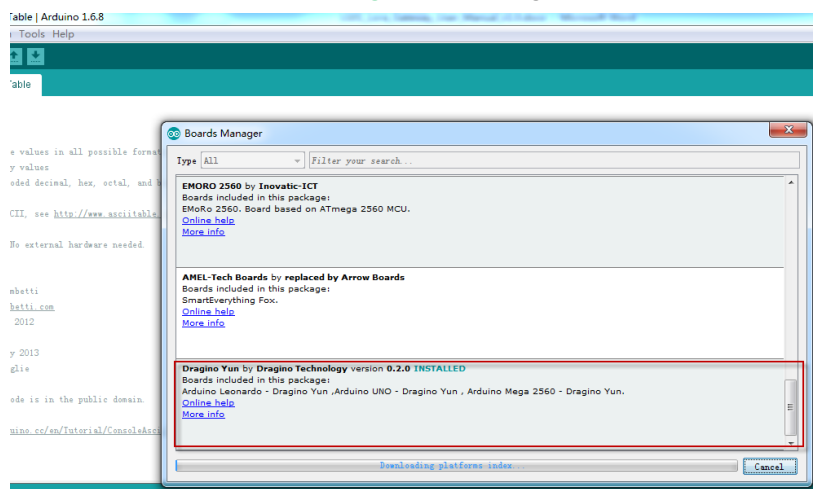 Table | Arduino 1.6.8
Tools Help
Table
Boards Manager
Type All Filter your search...
e values in all possible format
y values
oded decimal, hex, octal, and b
CII, see http://www.asciitable.
No external hardware needed.
mbetti
betti.com
2012
y 2013
glie
ode is in the public domain.
uino.cc/en/Tutorial/ConsoleAsci
EMORO 2560 by Inovatic-ICT
Boards included in this package:
EMoRo 2560. Board based on ATmega 2560 MCU.
Online help
More info
AMEL-Tech Boards by replaced by Arrow Boards
Boards included in this package:
SmartEverything Fox.
Online help
More info
Dragino Yun by Dragino Technology version 0.2.0 INSTALLED
Boards included in this package:
Arduino Leonardo - Dragino Yun ,Arduino UNO - Dragino Yun , Arduino Mega 2560 - Dragino Yun.
Online help
More info
Downloading platforms index...
Cancel